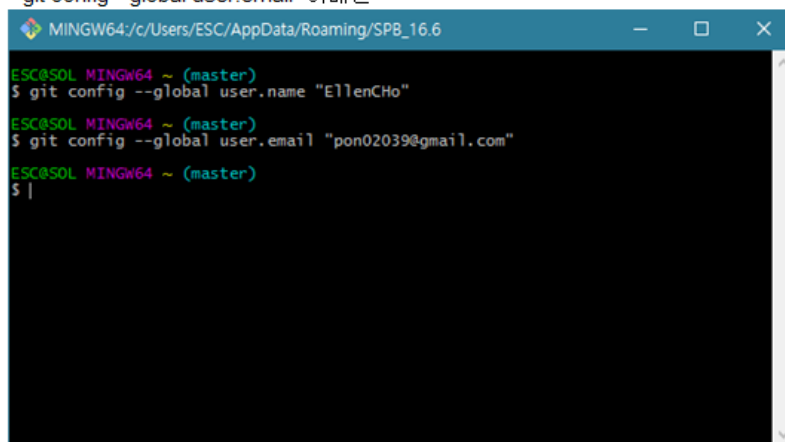 MINGW64:/c/Users/ESC/AppData/Roaming/SPB_16.6
ESC@SOL MINGW64 ~ (master)
$ git config --global user.name "EllenCHo"
ESC@SOL MINGW64 ~ (master)
$ git config --global user.email "pon02039@gmail.com"
ESC@SOL MINGW64 ~ (master)
$